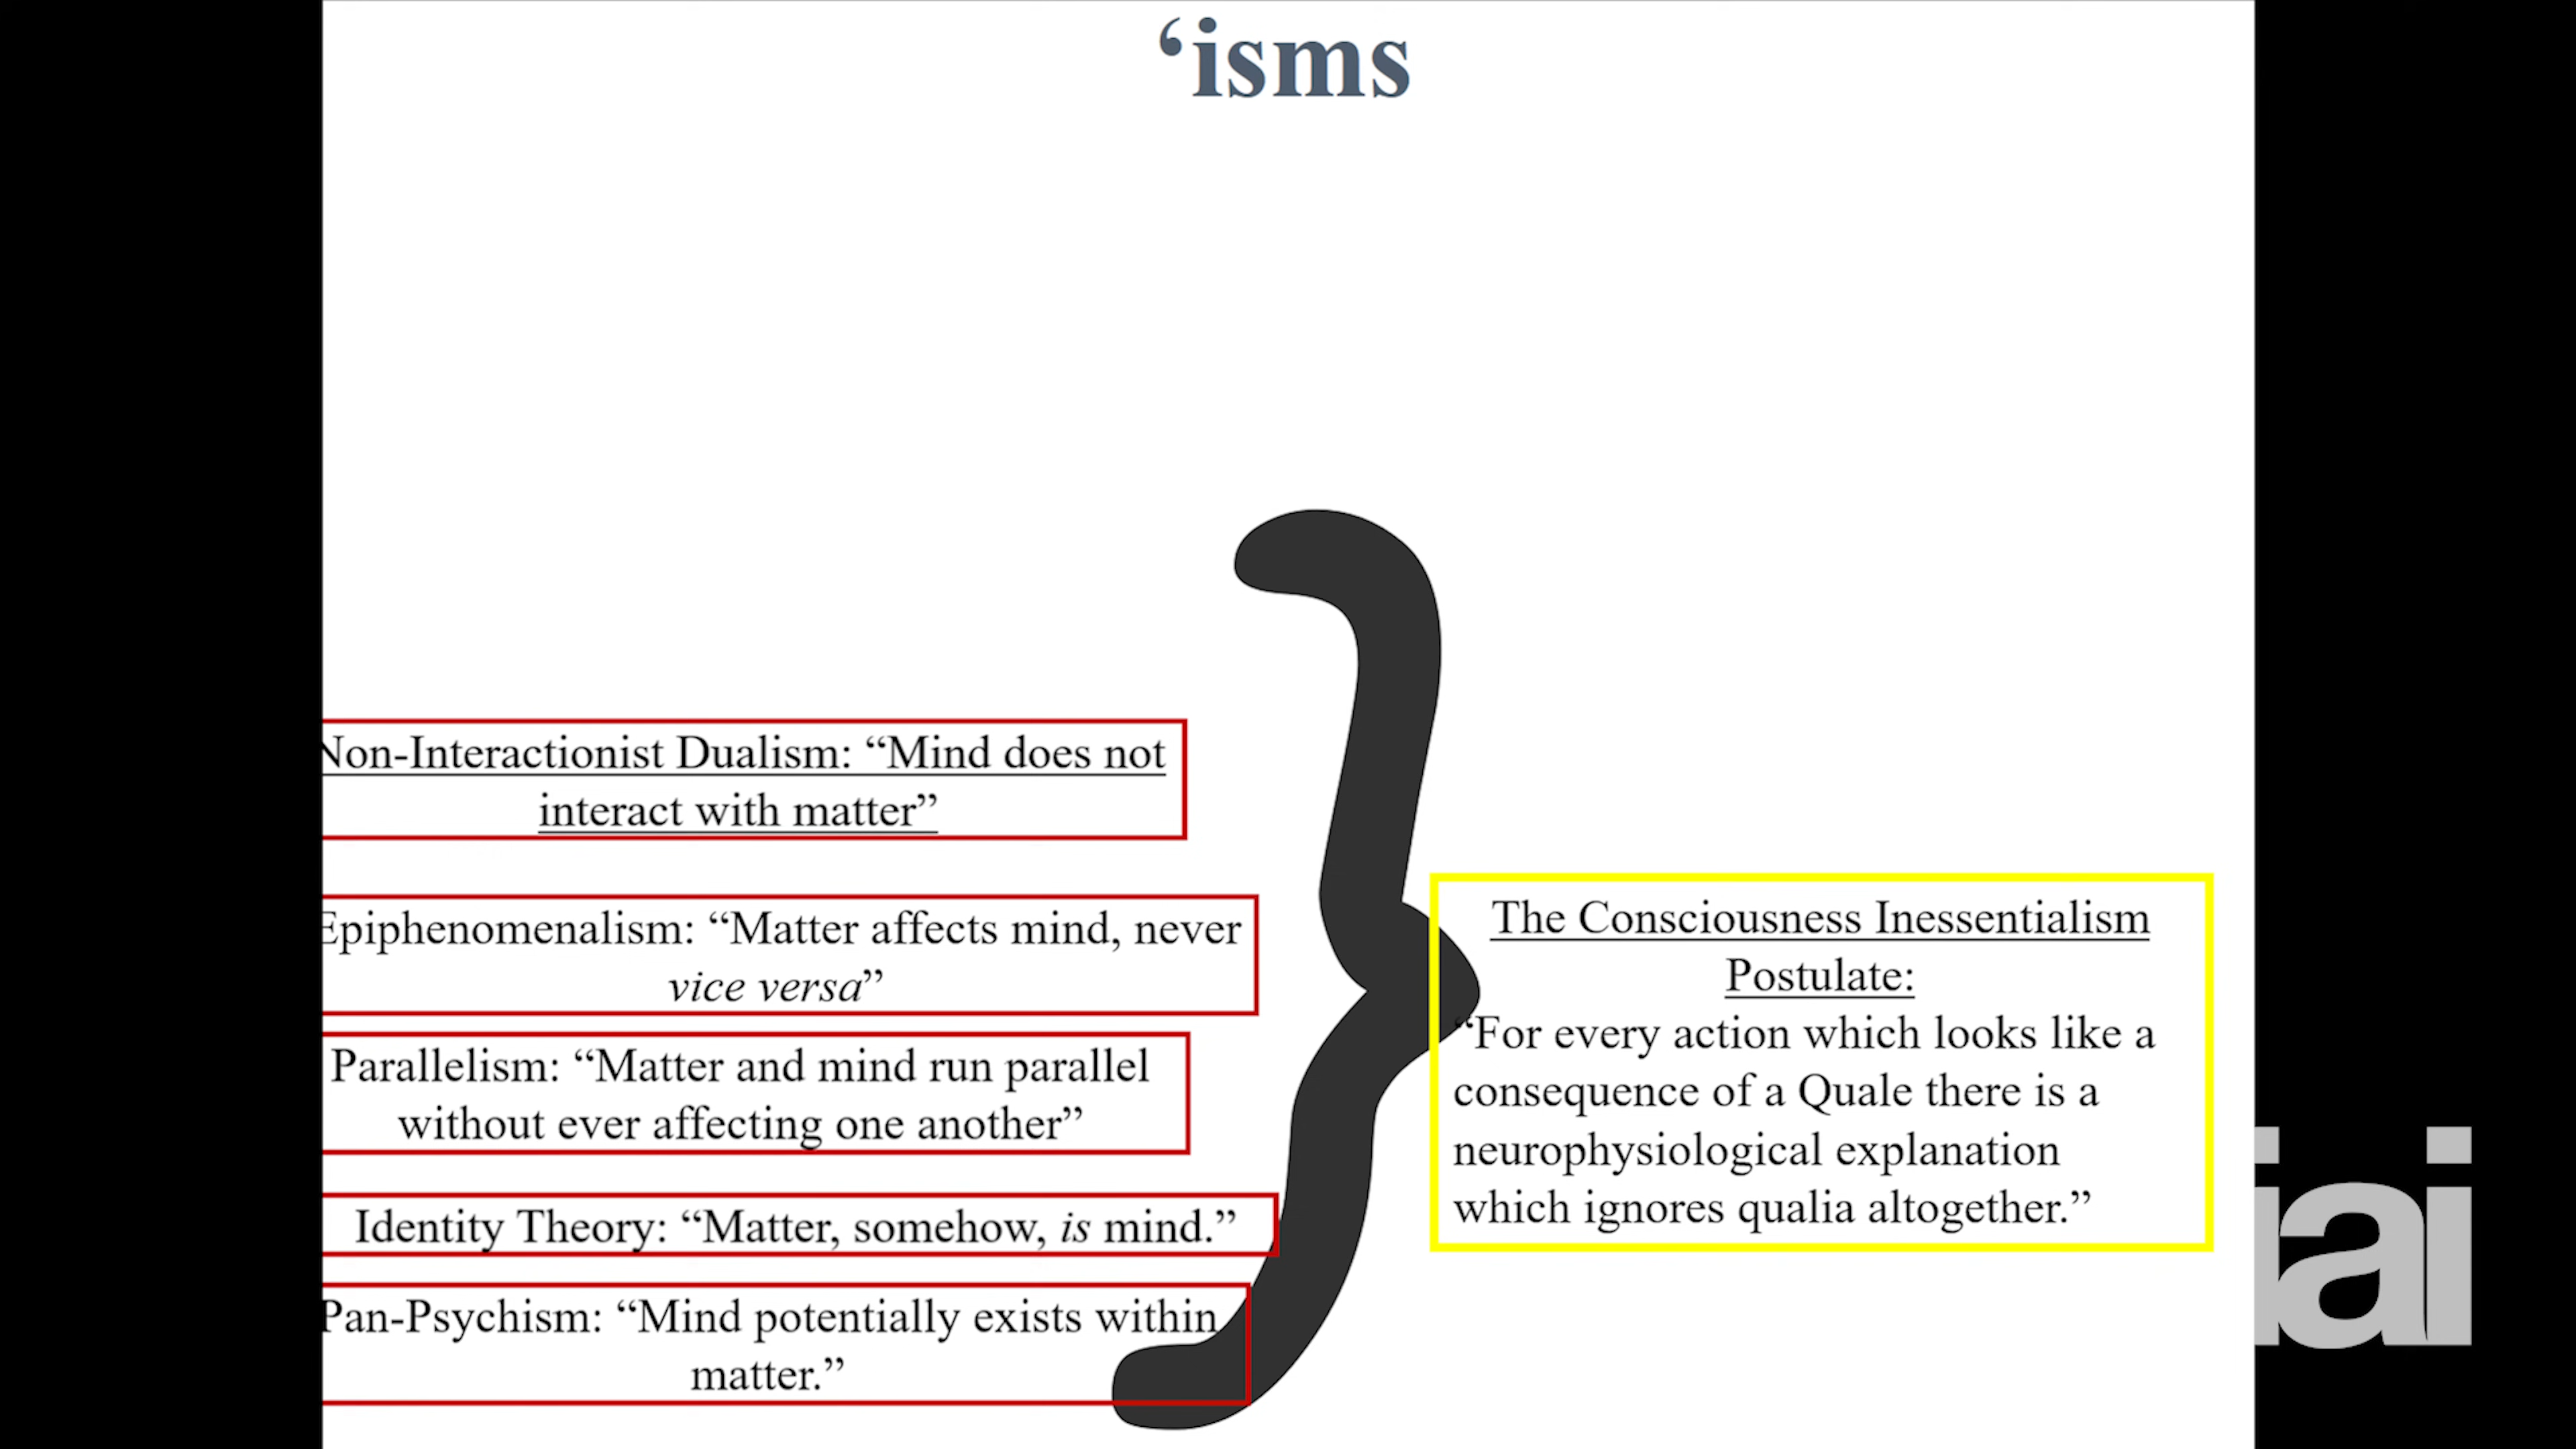 ‘isms
Non-Interactionist Dualism: “Mind does not
interact with matter”
Epiphenomenalism: “Matter affects mind, never
vice versa”
Parallelism: “Matter and mind run parallel
without ever affecting one another”
Identity Theory: “Matter, somehow, is mind.”
Pan-Psychism: “Mind potentially exists within
matter.”
The Consciousness Inessentialism
Postulate:
“For every action which looks like a
consequence of a Quale there is a
neurophysiological explanation
which ignores qualia altogether.”
iai